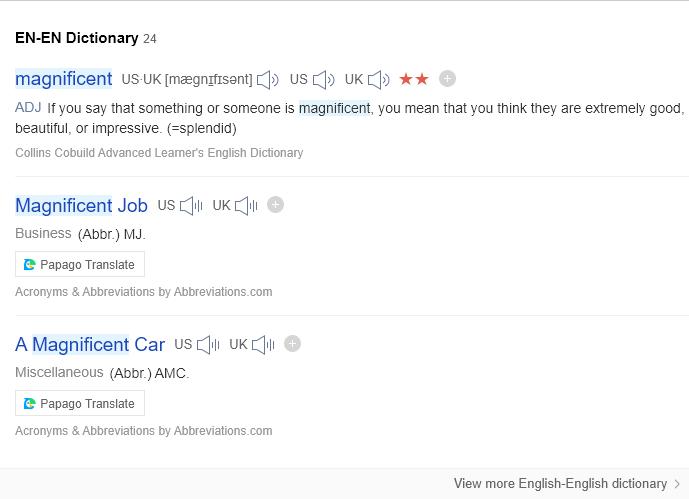 EN-EN Dictionary 24
magnificent US·UK [mægnɪfɪsənt] US UK ★★
ADJ If you say that something or someone is magnificent, you mean that you think they are extremely good,
beautiful, or impressive. (=splendid)
Collins Cobuild Advanced Learner's English Dictionary
Magnificent Job US UK
Business (Abbr.) MJ.
Papago Translate
Acronyms & Abbreviations by Abbreviations.com
A Magnificent Car US UK
Miscellaneous (Abbr.) AMC.
Papago Translate
Acronyms & Abbreviations by Abbreviations.com
View more English-English dictionary